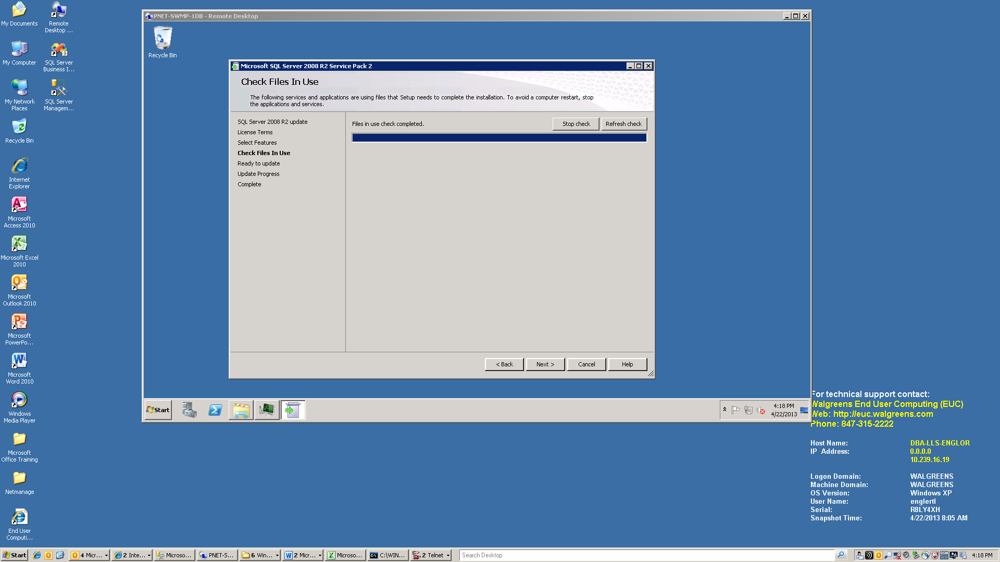 My Documents
Remote
Desktop ...
My Computer
SQL Server
Business I...
My Network
Places
SQL Server
Managem...
Recycle Bin
Internet
Explorer
Microsoft
Access 2010
Microsoft Excel
2010
Microsoft
Outlook 2010
Microsoft
PowerPo...
Microsoft
Word 2010
Windows
Media Player
Microsoft
Office Training
Netmanage
End User
Computi...
PNET-SWMP-1DB - Remote Desktop
Recycle Bin
Microsoft SQL Server 2008 R2 Service Pack 2
Check Files In Use
The following services and applications are using files that Setup needs to complete the installation. To avoid a computer restart, stop
the applications and services.
SQL Server 2008 R2 update
License Terms
Select Features
Check Files In Use
Ready to update
Update Progress
Complete
Files in use check completed.
Stop check
Refresh check
< Back
Next >
Cancel
Help
Start
4:18 PM
4/22/2013
For technical support contact:
Walgreens End User Computing (EUC)
Web: http://euc.walgreens.com
Phone: 847-315-2222
Host Name: DBA-LLS-ENGLOR
IP Address: 0.0.0.0
10.239.16.19
Logon Domain: WALGREENS
Machine Domain: WALGREENS
OS Version: Windows XP
User Name: englertl
Serial: R8LY4XH
Snapshot Time: 4/22/2013 8:05 AM
Start
4 Micr...
2 Inte...
Microso...
PNET-S...
6 Win...
2 Micr...
Microso...
C:\WIN...
2 Telnet
Search Desktop
4:18 PM